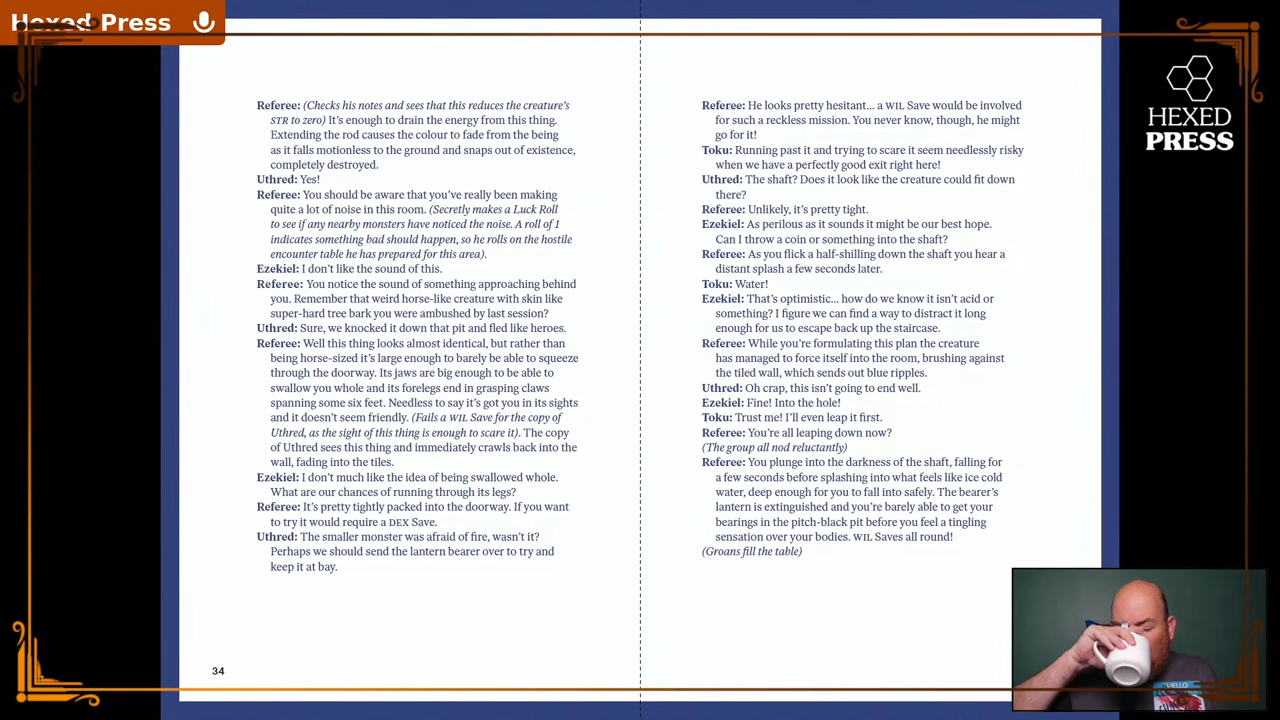 Hexed Press
Referee: (Checks his notes and sees that this reduces the creature's
STR to zero) It's enough to drain the energy from this thing.
Extending the rod causes the colour to fade from the being
as it falls motionless to the ground and snaps out of existence,
completely destroyed.
Uthred: Yes!
Referee: You should be aware that you've really been making
quite a lot of noise in this room. (Secretly makes a Luck Roll
to see if any nearby monsters have noticed the noise. A roll of 1
indicates something bad should happen, so he rolls on the hostile
encounter table he has prepared for this area).
Ezekiel: I don't like the sound of this.
Referee: You notice the sound of something approaching behind
you. Remember that weird horse-like creature with skin like
super-hard tree bark you were ambushed by last session?
Uthred: Sure, we knocked it down that pit and fled like heroes.
Referee: Well this thing looks almost identical, but rather than
being horse-sized it's large enough to barely be able to squeeze
through the doorway. Its jaws are big enough to be able to
swallow you whole and its forelegs end in grasping claws
spanning some six feet. Needless to say it's got you in its sights
and it doesn't seem friendly. (Fails a WIL Save for the copy of
Uthred, as the sight of this thing is enough to scare it). The copy
of Uthred sees this thing and immediately crawls back into the
wall, fading into the tiles.
Ezekiel: I don't much like the idea of being swallowed whole.
What are our chances of running through its legs?
Referee: It's pretty tightly packed into the doorway. If you want
to try it would require a DEX Save.
Uthred: The smaller monster was afraid of fire, wasn't it?
Perhaps we should send the lantern bearer over to try and
keep it at bay.
34
Referee: He looks pretty hesitant... a WIL Save would be involved
for such a reckless mission. You never know, though, he might
go for it!
Toku: Running past it and trying to scare it seem needlessly risky
when we have a perfectly good exit right here!
Uthred: The shaft? Does it look like the creature could fit down
there?
Referee: Unlikely, it's pretty tight.
Ezekiel: As perilous as it sounds it might be our best hope.
Can I throw a coin or something into the shaft?
Referee: As you flick a half-shilling down the shaft you hear a
distant splash a few seconds later.
Toku: Water!
Ezekiel: That's optimistic... how do we know it isn't acid or
something? I figure we can find a way to distract it long
enough for us to escape back up the staircase.
Referee: While you're formulating this plan the creature
has managed to force itself into the room, brushing against
the tiled wall, which sends out blue ripples.
Uthred: Oh crap, this isn't going to end well.
Ezekiel: Fine! Into the hole!
Toku: Trust me! I'll even leap it first.
Referee: You're all leaping down now?
(The group all nod reluctantly)
Referee: You plunge into the darkness of the shaft, falling for
a few seconds before splashing into what feels like ice cold
water, deep enough for you to fall into safely. The bearer's
lantern is extinguished and you're barely able to get your
bearings in the pitch-black pit before you feel a tingling
sensation over your bodies. WIL Saves all round!
(Groans fill the table)
HEXED
PRESS
HELLO